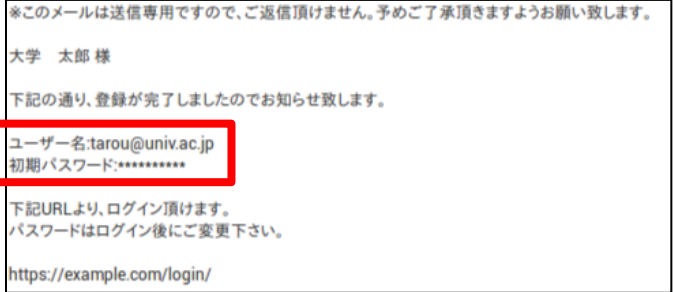 ※このメールは送信専用ですので、ご返信頂けません。予めご了承頂きますようお願い致します。
大学　太郎 様
下記の通り、登録が完了しましたのでお知らせ致します。
ユーザー名:tarou@univ.ac.jp
初期パスワード:**********
下記URLより、ログイン頂けます。
パスワードはログイン後にご変更下さい。
https://example.com/login/